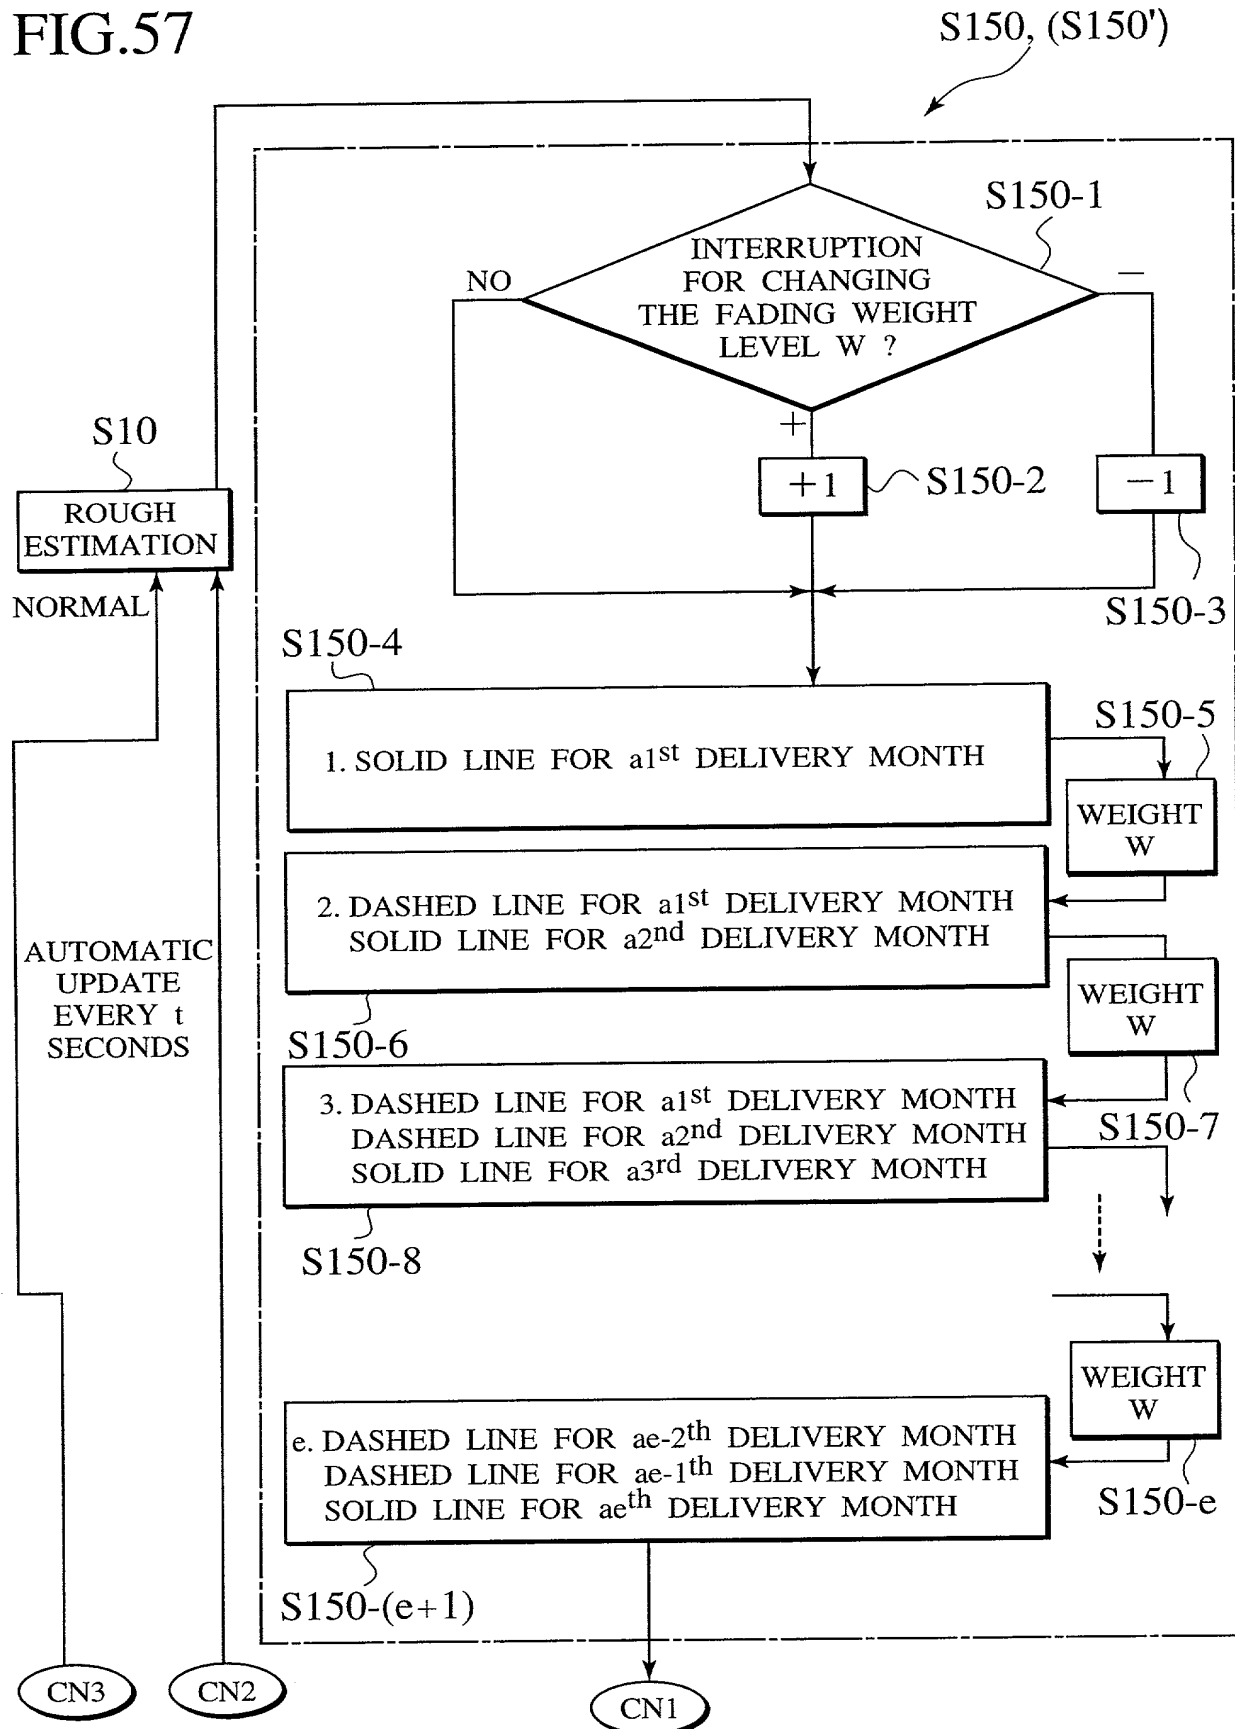 FIG.57
S150, (S150')
S150-1
INTERRUPTION
FOR CHANGING
THE FADING WEIGHT
LEVEL W ?
NO
−
+
S10
+1
S150-2
−1
ROUGH
ESTIMATION
NORMAL
S150-3
S150-4
S150-5
1. SOLID LINE FOR a1st DELIVERY MONTH
WEIGHT
W
2. DASHED LINE FOR a1st DELIVERY MONTH
SOLID LINE FOR a2nd DELIVERY MONTH
AUTOMATIC
UPDATE
EVERY t
SECONDS
WEIGHT
W
S150-6
3. DASHED LINE FOR a1st DELIVERY MONTH
DASHED LINE FOR a2nd DELIVERY MONTH
SOLID LINE FOR a3rd DELIVERY MONTH
S150-7
S150-8
WEIGHT
W
e. DASHED LINE FOR ae-2th DELIVERY MONTH
DASHED LINE FOR ae-1th DELIVERY MONTH
SOLID LINE FOR aeth DELIVERY MONTH
S150-e
S150-(e+1)
CN3
CN2
CN1